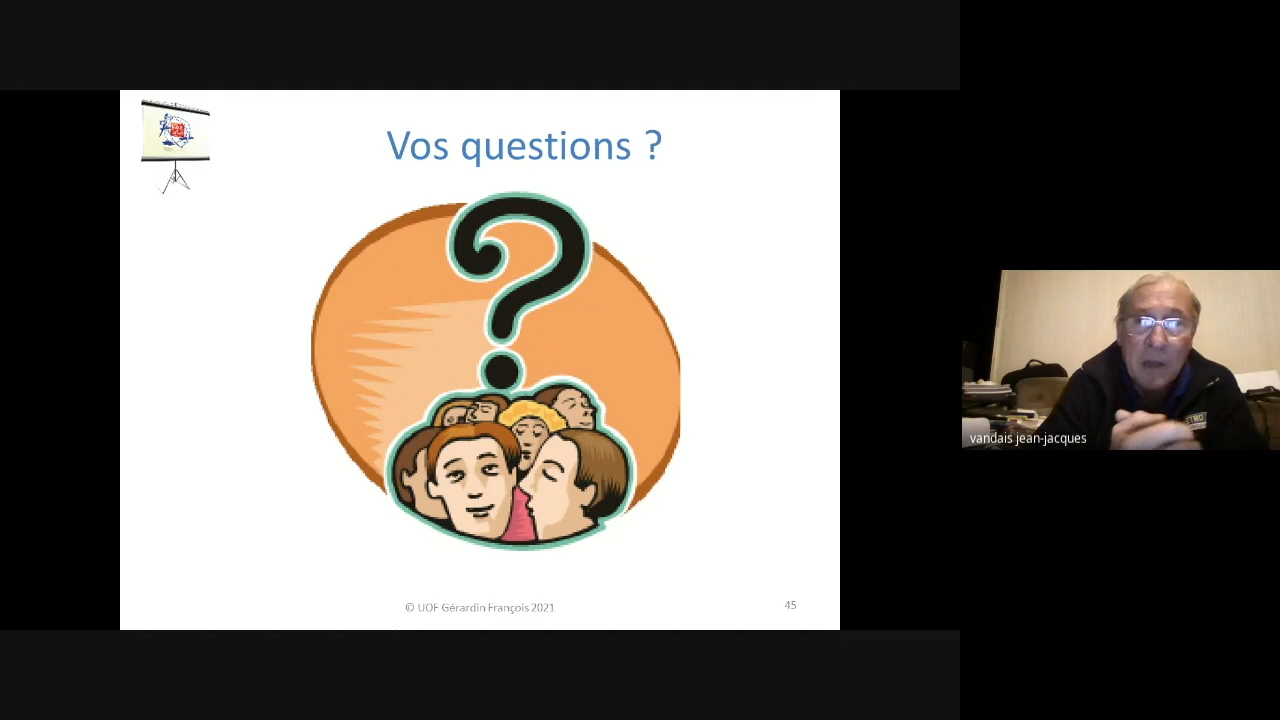 Vos questions ?
vandais jean-jacques
© UOF Gérardin François 2021
45